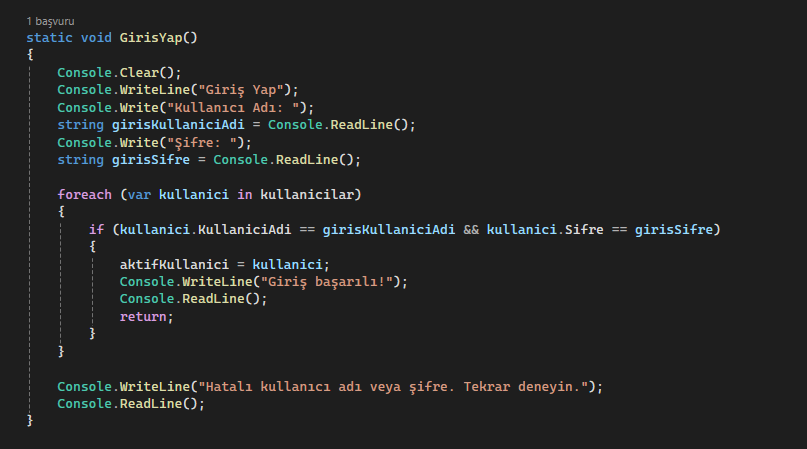 1 başvuru
static void GirisYap()
{
Console.Clear();
Console.WriteLine("Giriş Yap");
Console.Write("Kullanıcı Adı: ");
string girisKullaniciAdi = Console.ReadLine();
Console.Write("Şifre: ");
string girisSifre = Console.ReadLine();
foreach (var kullanici in kullanicilar)
{
if (kullanici.KullaniciAdi == girisKullaniciAdi && kullanici.Sifre == girisSifre)
{
aktifKullanici = kullanici;
Console.WriteLine("Giriş başarılı!");
Console.ReadLine();
return;
}
}
Console.WriteLine("Hatalı kullanıcı adı veya şifre. Tekrar deneyin.");
Console.ReadLine();
}